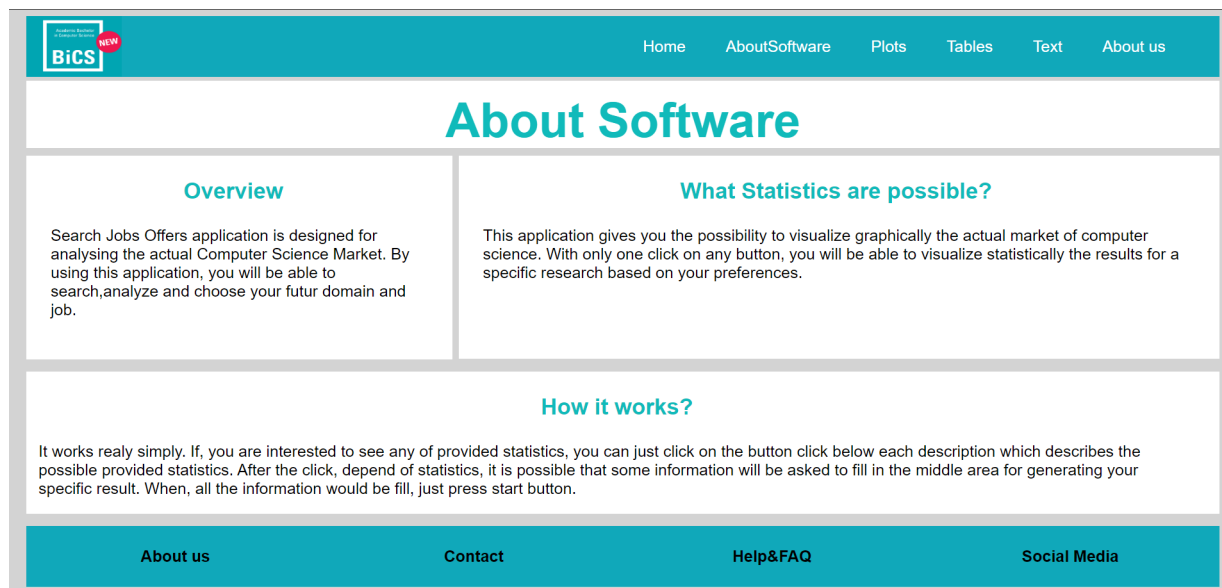 Academic Bachelor
in Computer Science
NEW
BiCS
Home AboutSoftware Plots Tables Text About us
About Software
Overview
Search Jobs Offers application is designed for
analysing the actual Computer Science Market. By
using this application, you will be able to
search,analyze and choose your futur domain and
job.
What Statistics are possible?
This application gives you the possibility to visualize graphically the actual market of computer
science. With only one click on any button, you will be able to visualize statistically the results for a
specific research based on your preferences.
How it works?
It works realy simply. If, you are interested to see any of provided statistics, you can just click on the button click below each description which describes the
possible provided statistics. After the click, depend of statistics, it is possible that some information will be asked to fill in the middle area for generating your
specific result. When, all the information would be fill, just press start button.
About us Contact Help&FAQ Social Media